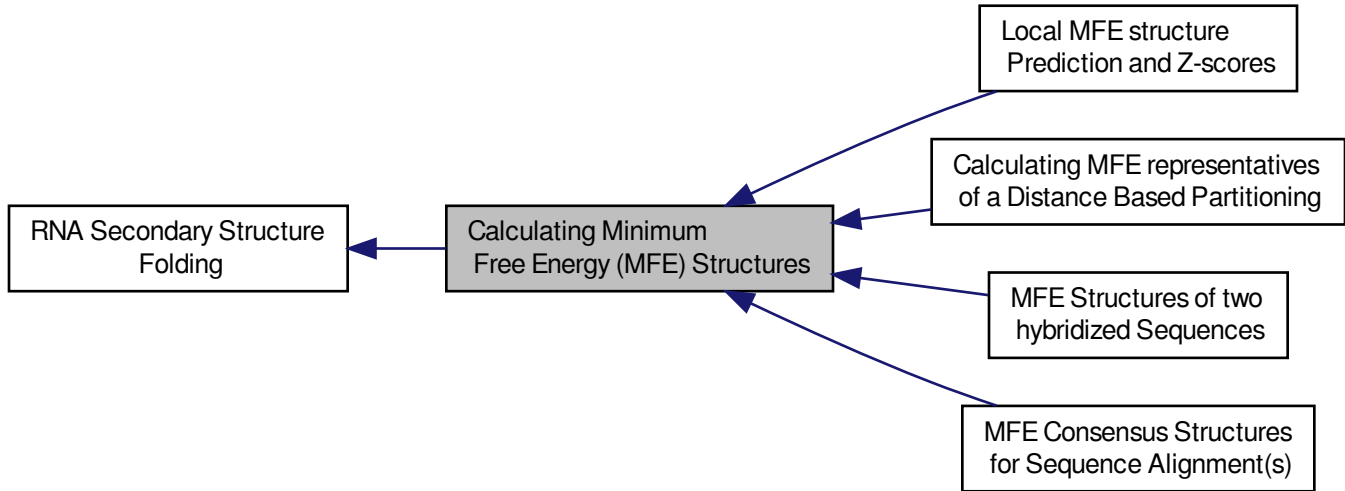 RNA Secondary Structure
Folding
Calculating Minimum
Free Energy (MFE) Structures
Local MFE structure
Prediction and Z-scores
Calculating MFE representatives
of a Distance Based Partitioning
MFE Structures of two
hybridized Sequences
MFE Consensus Structures
for Sequence Alignment(s)